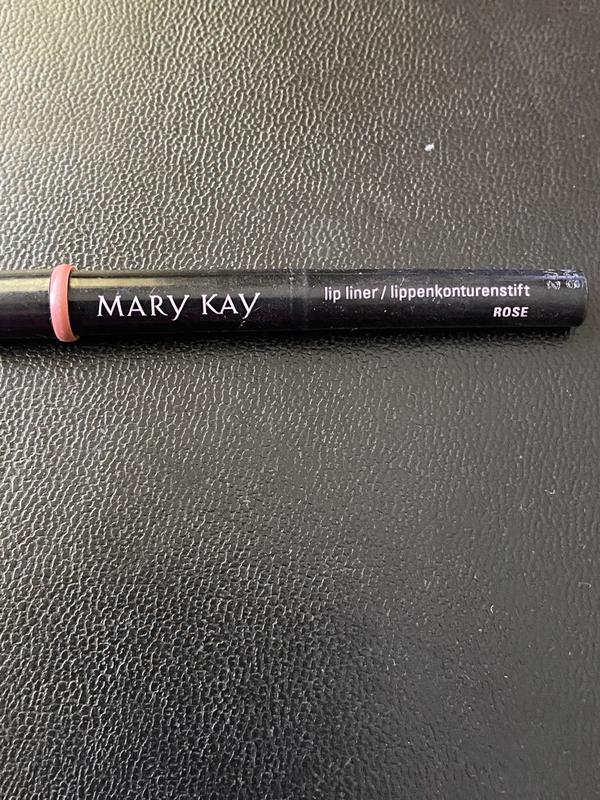 MARY KAY
lip liner / lippenkonturenstift
ROSE